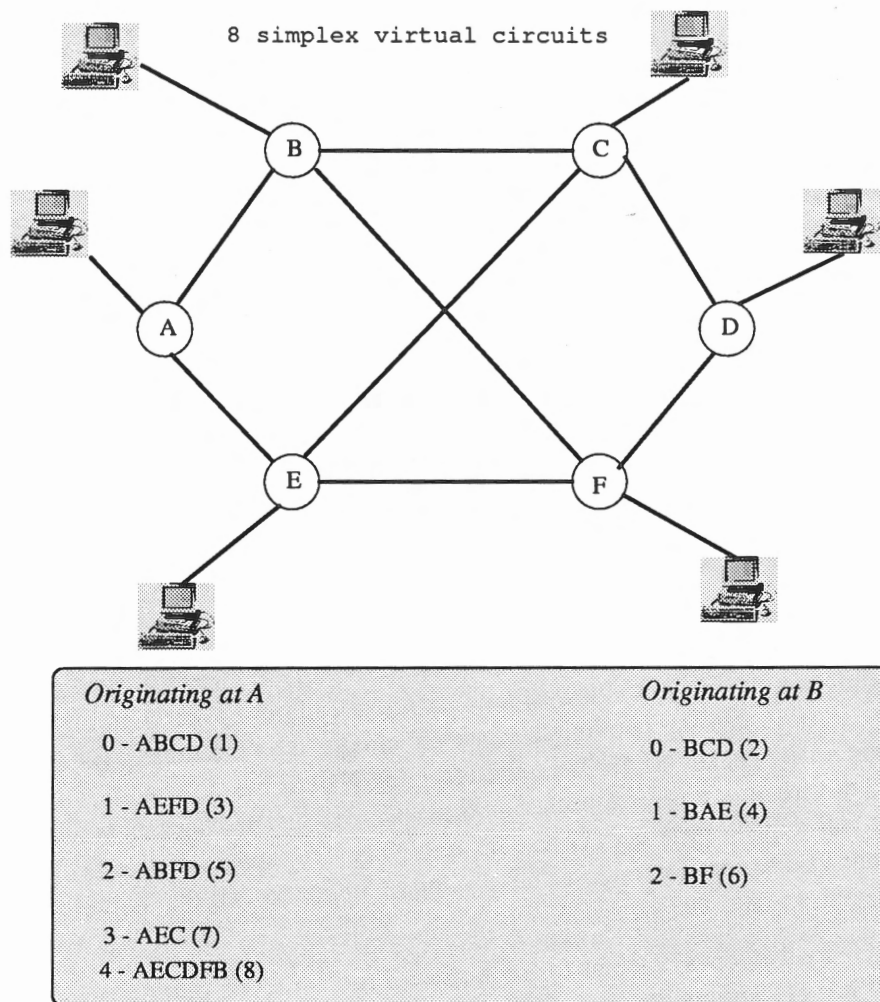 8 simplex virtual circuits
B
C
A
D
E
F
Originating at A
0 - ABCD (1)
1 - AEFD (3)
2 - ABFD (5)
3 - AEC (7)
4 - AECDFB (8)
Originating at B
0 - BCD (2)
1 - BAE (4)
2 - BF (6)